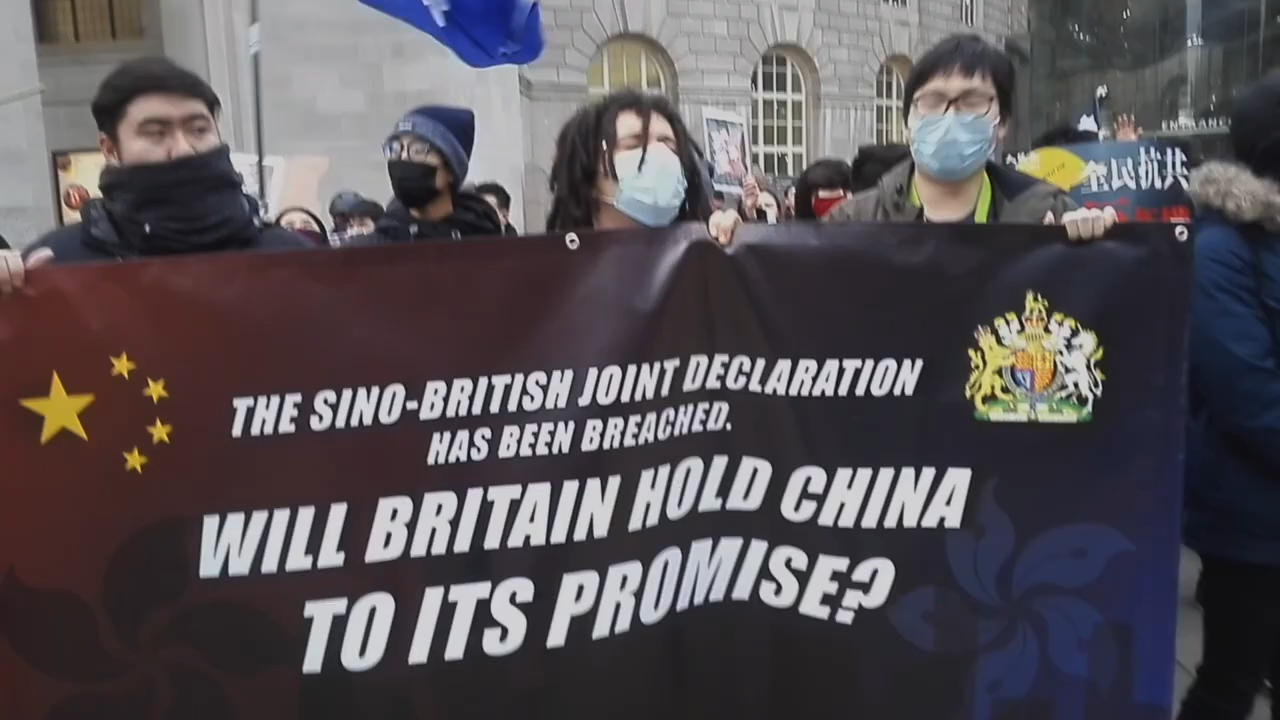 ENTRANCE
全民抗共
THE SINO-BRITISH JOINT DECLARATION
HAS BEEN BREACHED.
WILL BRITAIN HOLD CHINA
TO ITS PROMISE?